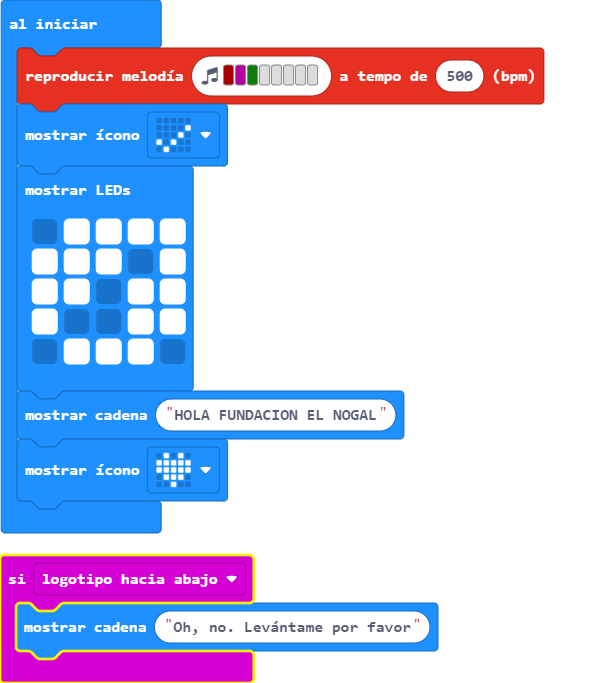 al iniciar
reproducir melodía a tempo de 500 (bpm)
mostrar ícono
mostrar LEDs
mostrar cadena "HOLA FUNDACION EL NOGAL"
mostrar ícono
si logotipo hacia abajo
mostrar cadena "Oh, no. Levántame por favor"